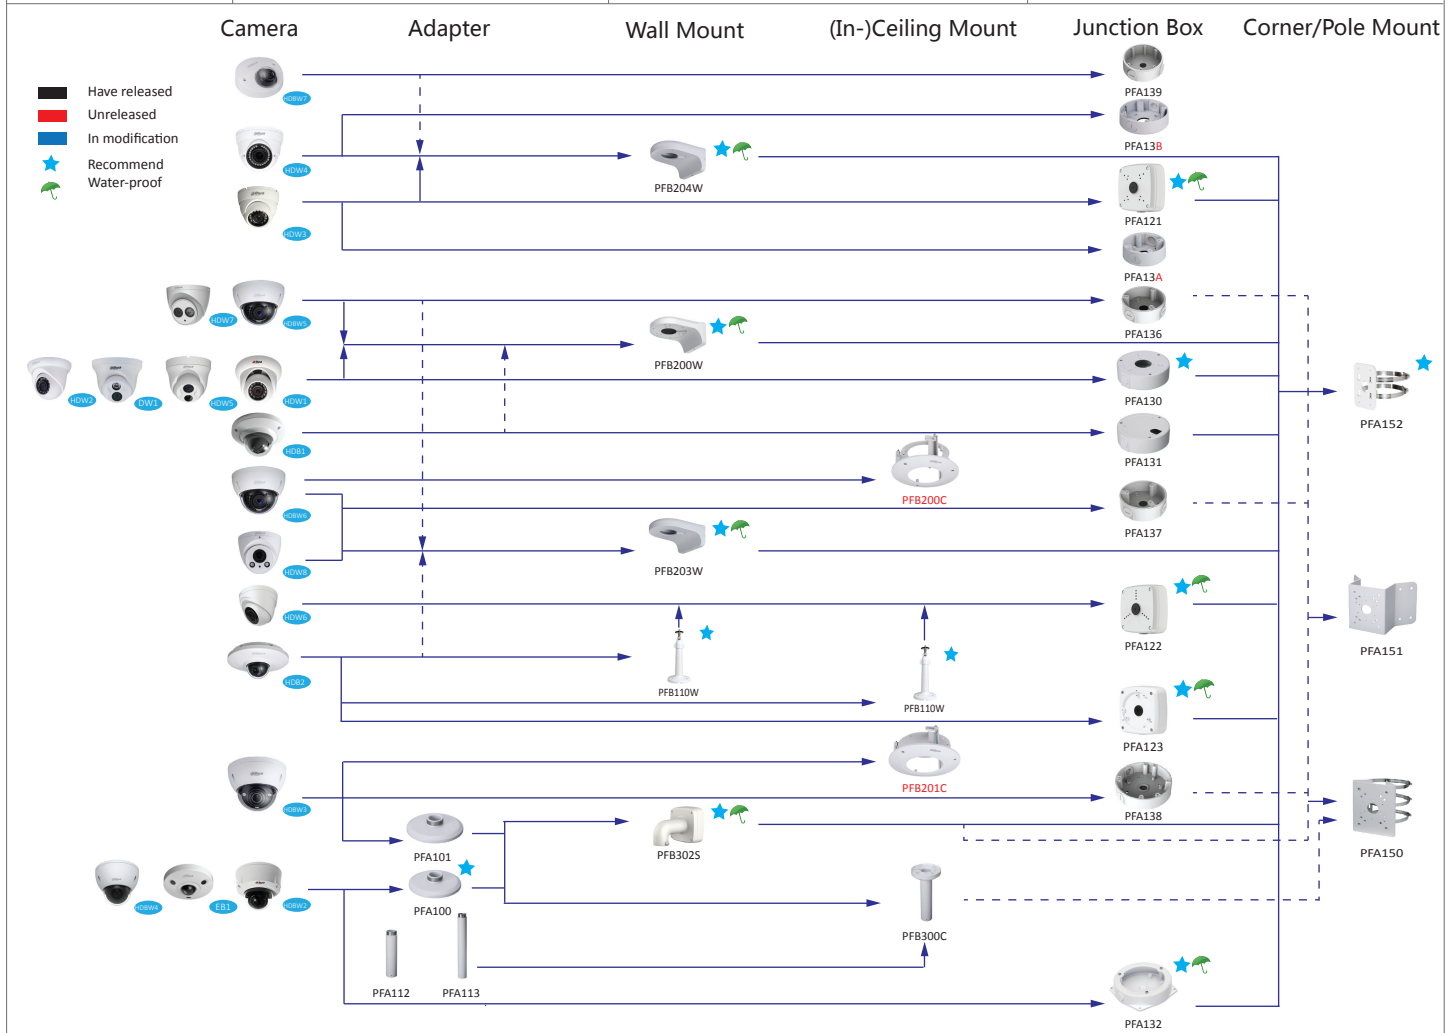 Camera Adapter Wall Mount (In-)Ceiling Mount Junction Box Corner/Pole Mount
Have released
Unreleased
In modification
Recommend
Water-proof
HDBW7
PFA139
HDW4
PFB204W
PFA13B
HDW3
PFA121
PFA13A
HDW7
HDBW5
PFB200W
PFA136
HDW2
DW1
HDW5
HDW1
PFA130
PFA152
HDB1
PFA131
HDBW6
PFB200C
PFA137
HDW8
PFB203W
HDW6
PFA122
PFA151
HDB2
PFB110W
PFB110W
PFA123
HDBW3
PFB201C
PFA138
PFA101
PFB302S
PFA150
HDBW4
EB1
HDBW2
PFA100
PFB300C
PFA112
PFA113
PFA132